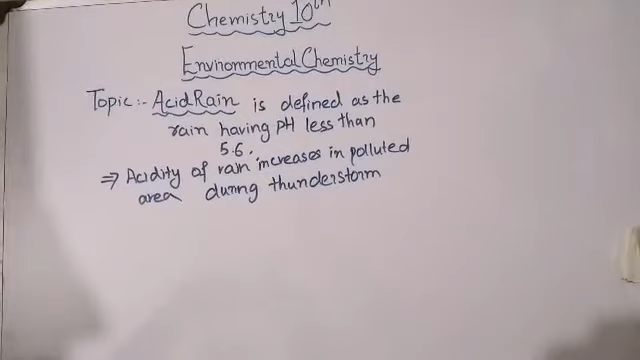 Chemistry 10th
Environmental Chemistry
Topic:- Acid Rain is defined as the
rain having PH less than
5.6.
⇒ Acidity of rain increases in polluted
area during thunderstorm